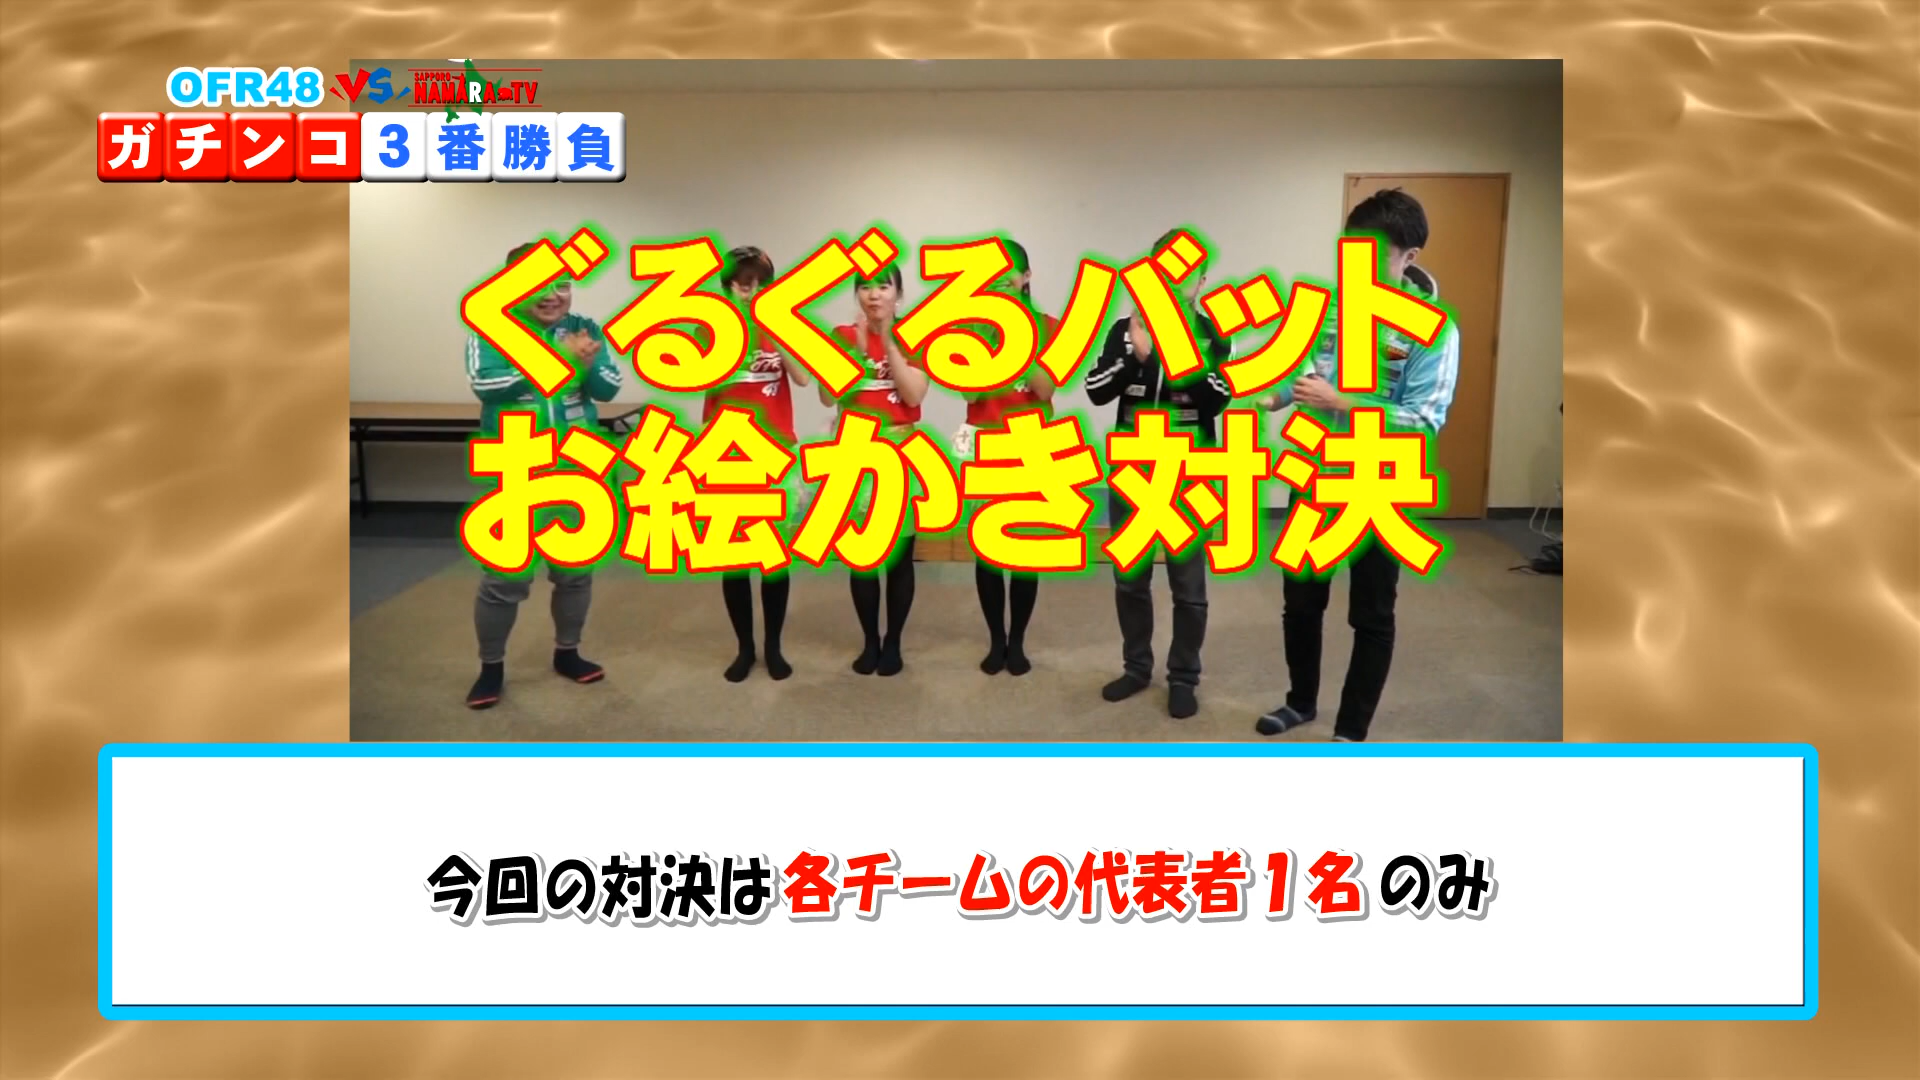 OFR48 VS SAPPORO NAMARA TV
ガチンコ3番勝負
ぐるぐるバット
お絵かき対決
今回の対決は各チームの代表者1名のみ